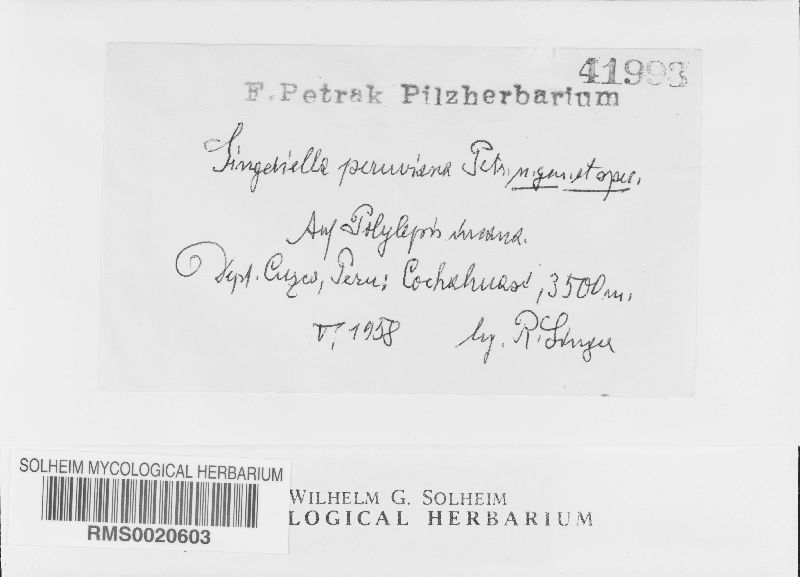 41993
F. Petrak Pilzherbarium
Singeriella peruviana Petr. n. gen. et spec.
Auf Polylepis incana.
Dept. Cuzco, Peru: Cochahuasi, 3500 m.
V. 1958 lg. R. Singer
SOLHEIM MYCOLOGICAL HERBARIUM
RMS0020603
WILHELM G. SOLHEIM
LOGICAL HERBARIUM